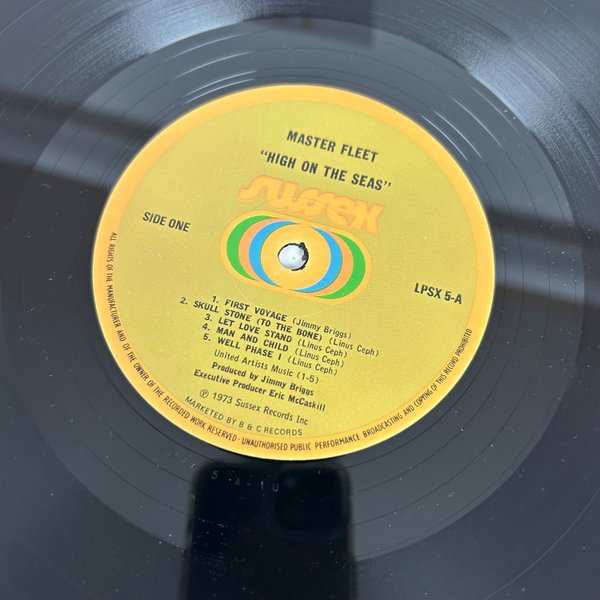 MASTER FLEET
"HIGH ON THE SEAS"
sussex
SIDE ONE
LPSX 5-A
1. FIRST VOYAGE (Jimmy Briggs)
2. SKULL STONE (TO THE BONE) (Linus Ceph)
3. LET LOVE STAND (Linus Ceph)
4. MAN AND CHILD (Linus Ceph)
5. WELL PHASE I (Linus Ceph)
United Artists Music (1-5)
Produced by Jimmy Briggs
Executive Producer Eric McCaskill
Ⓟ 1973 Sussex Records Inc
MARKETED BY B & C RECORDS
ALL RIGHTS OF THE MANUFACTURER AND OF THE OWNER OF THE RECORDED WORK RESERVED · UNAUTHORISED PUBLIC PERFORMANCE BROADCASTING AND COPYING OF THIS RECORD PROHIBITED